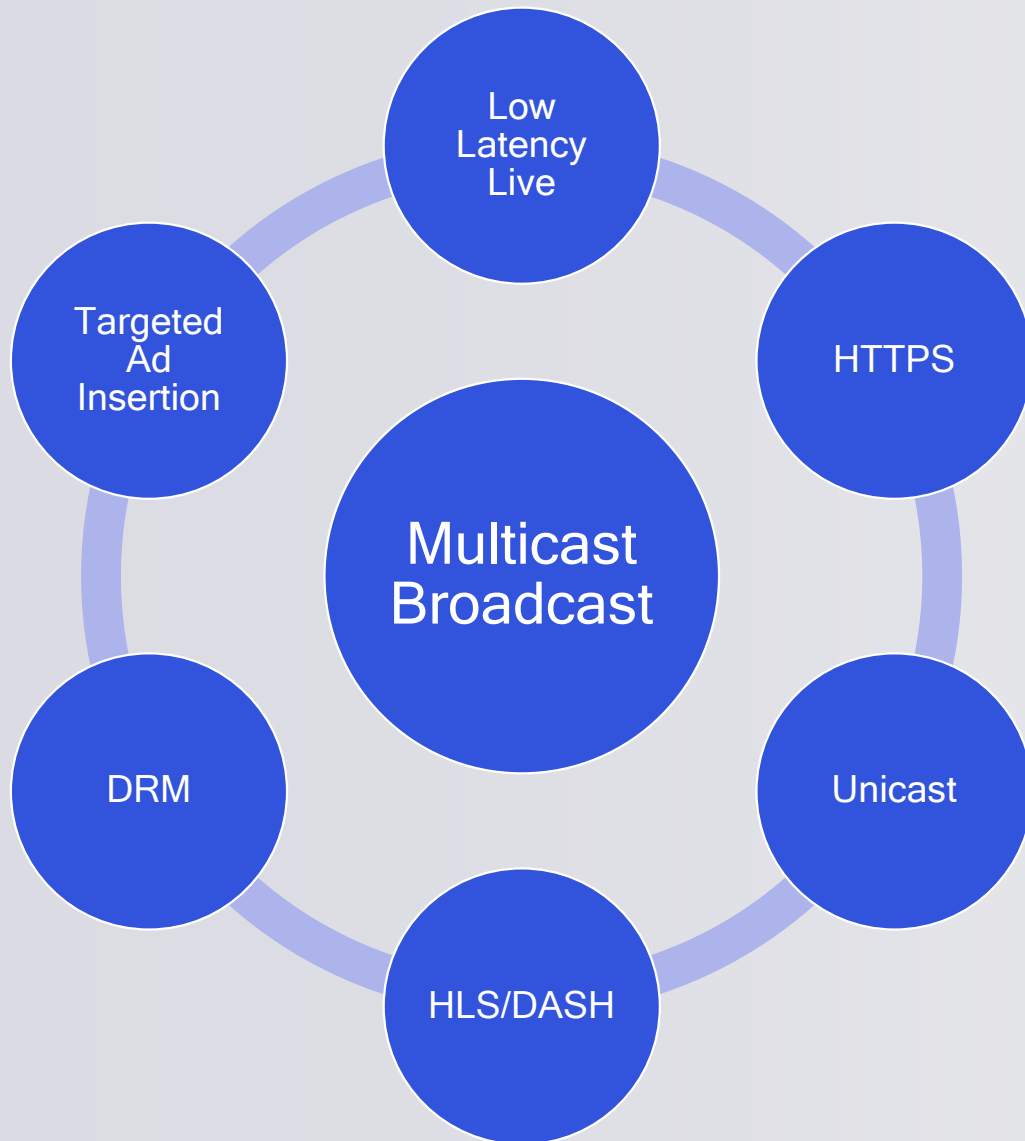 Low
Latency
Live
HTTPS
Unicast
HLS/DASH
DRM
Targeted
Ad
Insertion
Multicast
Broadcast